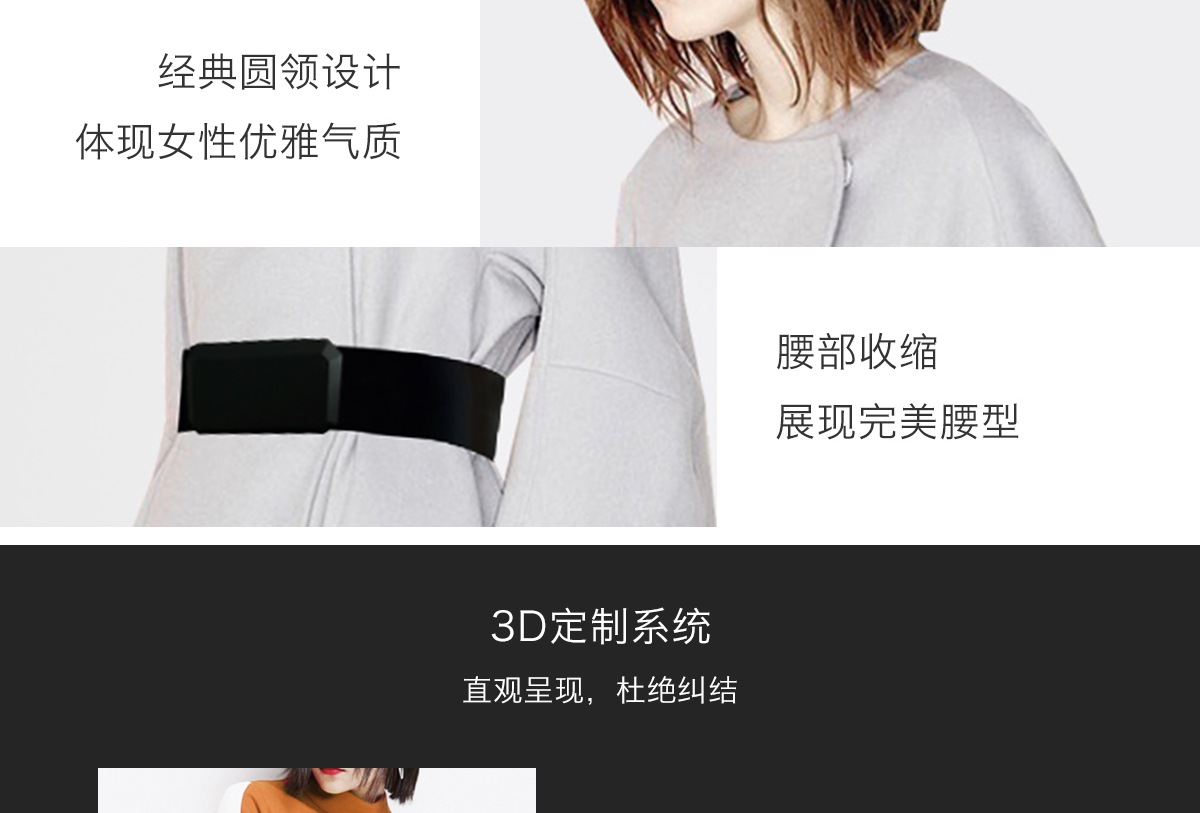 经典圆领设计
体现女性优雅气质
腰部收缩
展现完美腰型
3D定制系统
直观呈现，杜绝纠结